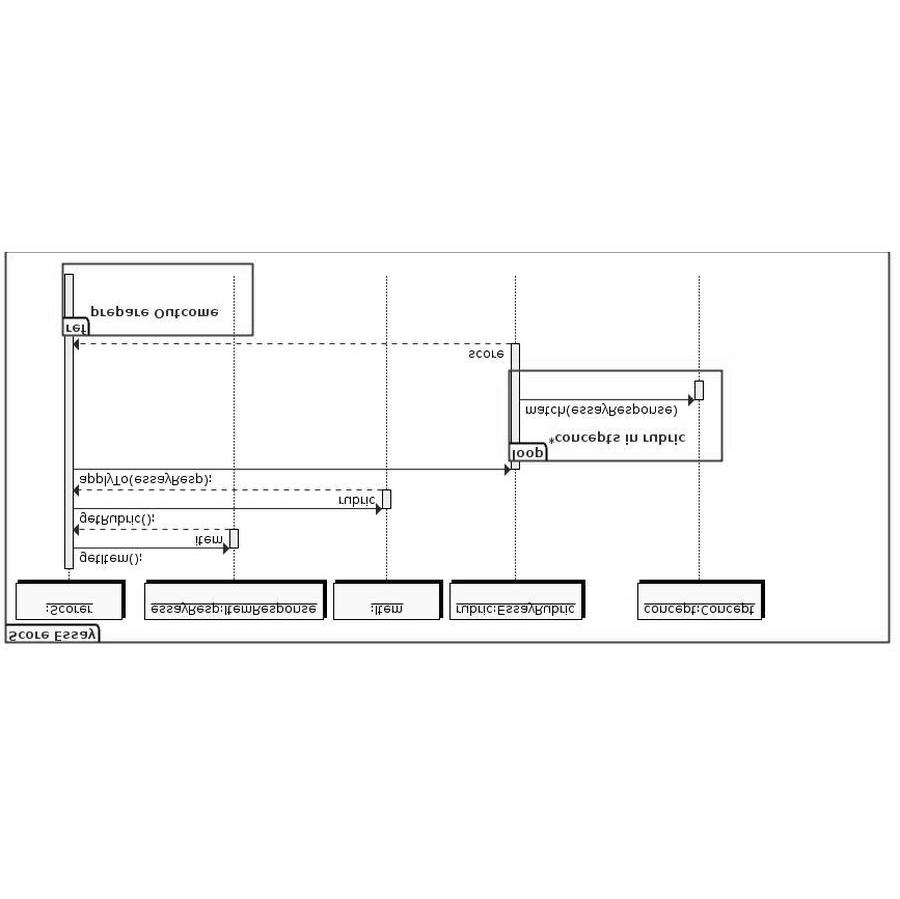 Score Essay
:Scorer
essayResp:ItemResponse
:Item
rubric:EssayRubric
concept:Concept
getItem();
item
getRubric();
rubric
applyTo(essayResp);
loop
*concepts in rubric
match(essayResponse)
score
ref
prepare Outcome